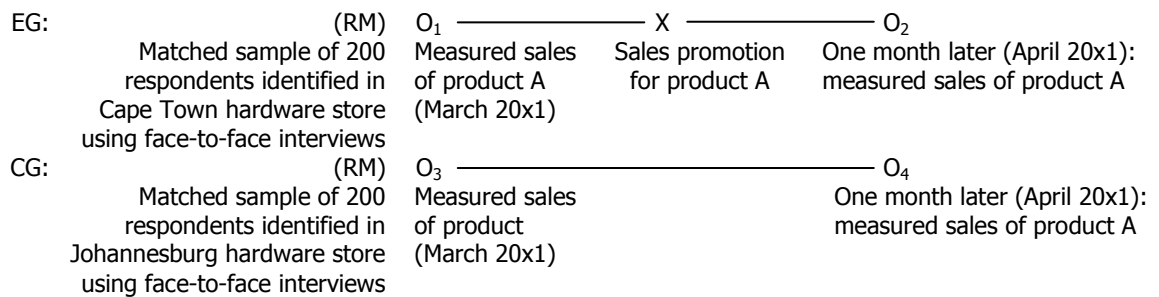 EG: (RM) O₁ X O₂
Matched sample of 200 Measured sales Sales promotion One month later (April 20x1):
respondents identified in of product A for product A measured sales of product A
Cape Town hardware store (March 20x1)
using face-to-face interviews
CG: (RM) O₃ O₄
Matched sample of 200 Measured sales One month later (April 20x1):
respondents identified in of product measured sales of product A
Johannesburg hardware store (March 20x1)
using face-to-face interviews